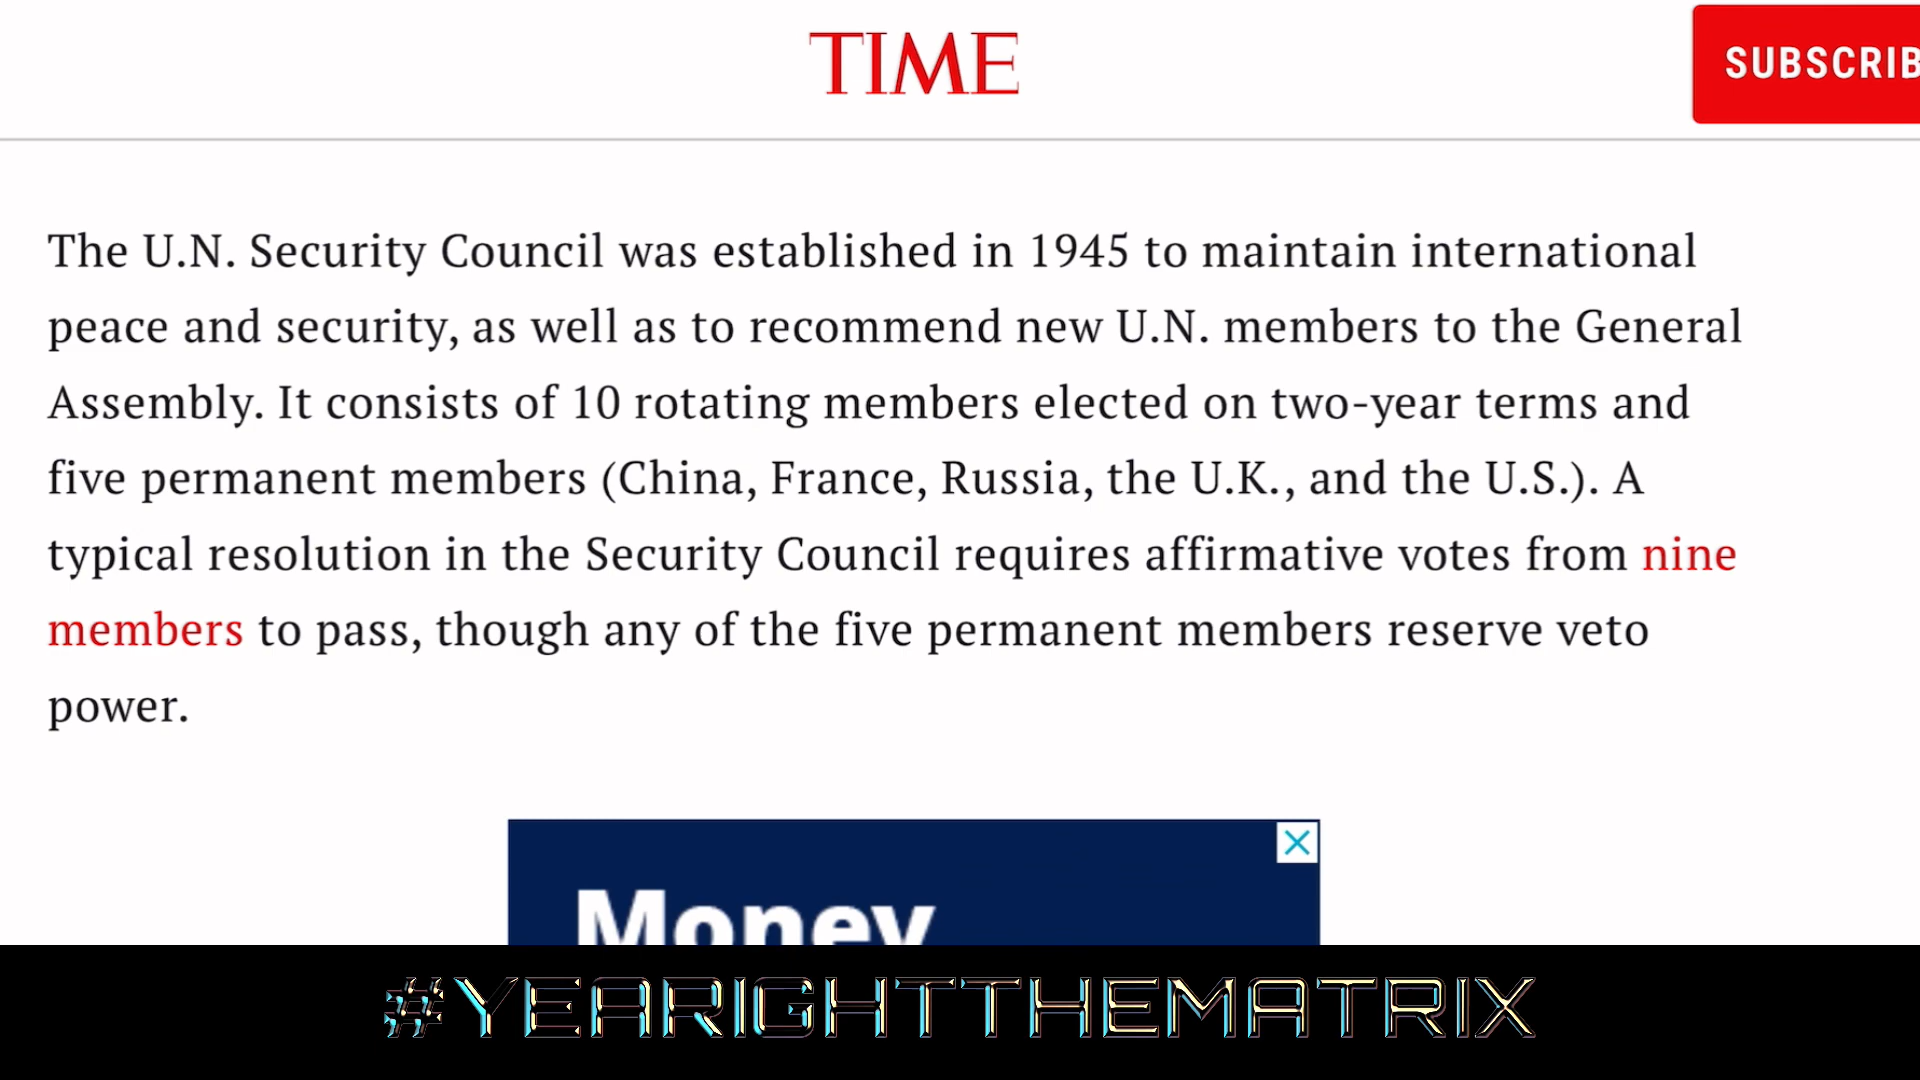 TIME
SUBSCRIB
The U.N. Security Council was established in 1945 to maintain international
peace and security, as well as to recommend new U.N. members to the General
Assembly. It consists of 10 rotating members elected on two-year terms and
five permanent members (China, France, Russia, the U.K., and the U.S.). A
typical resolution in the Security Council requires affirmative votes from nine
members to pass, though any of the five permanent members reserve veto
power.
Money
#YEARIGHTTHEMATRIX